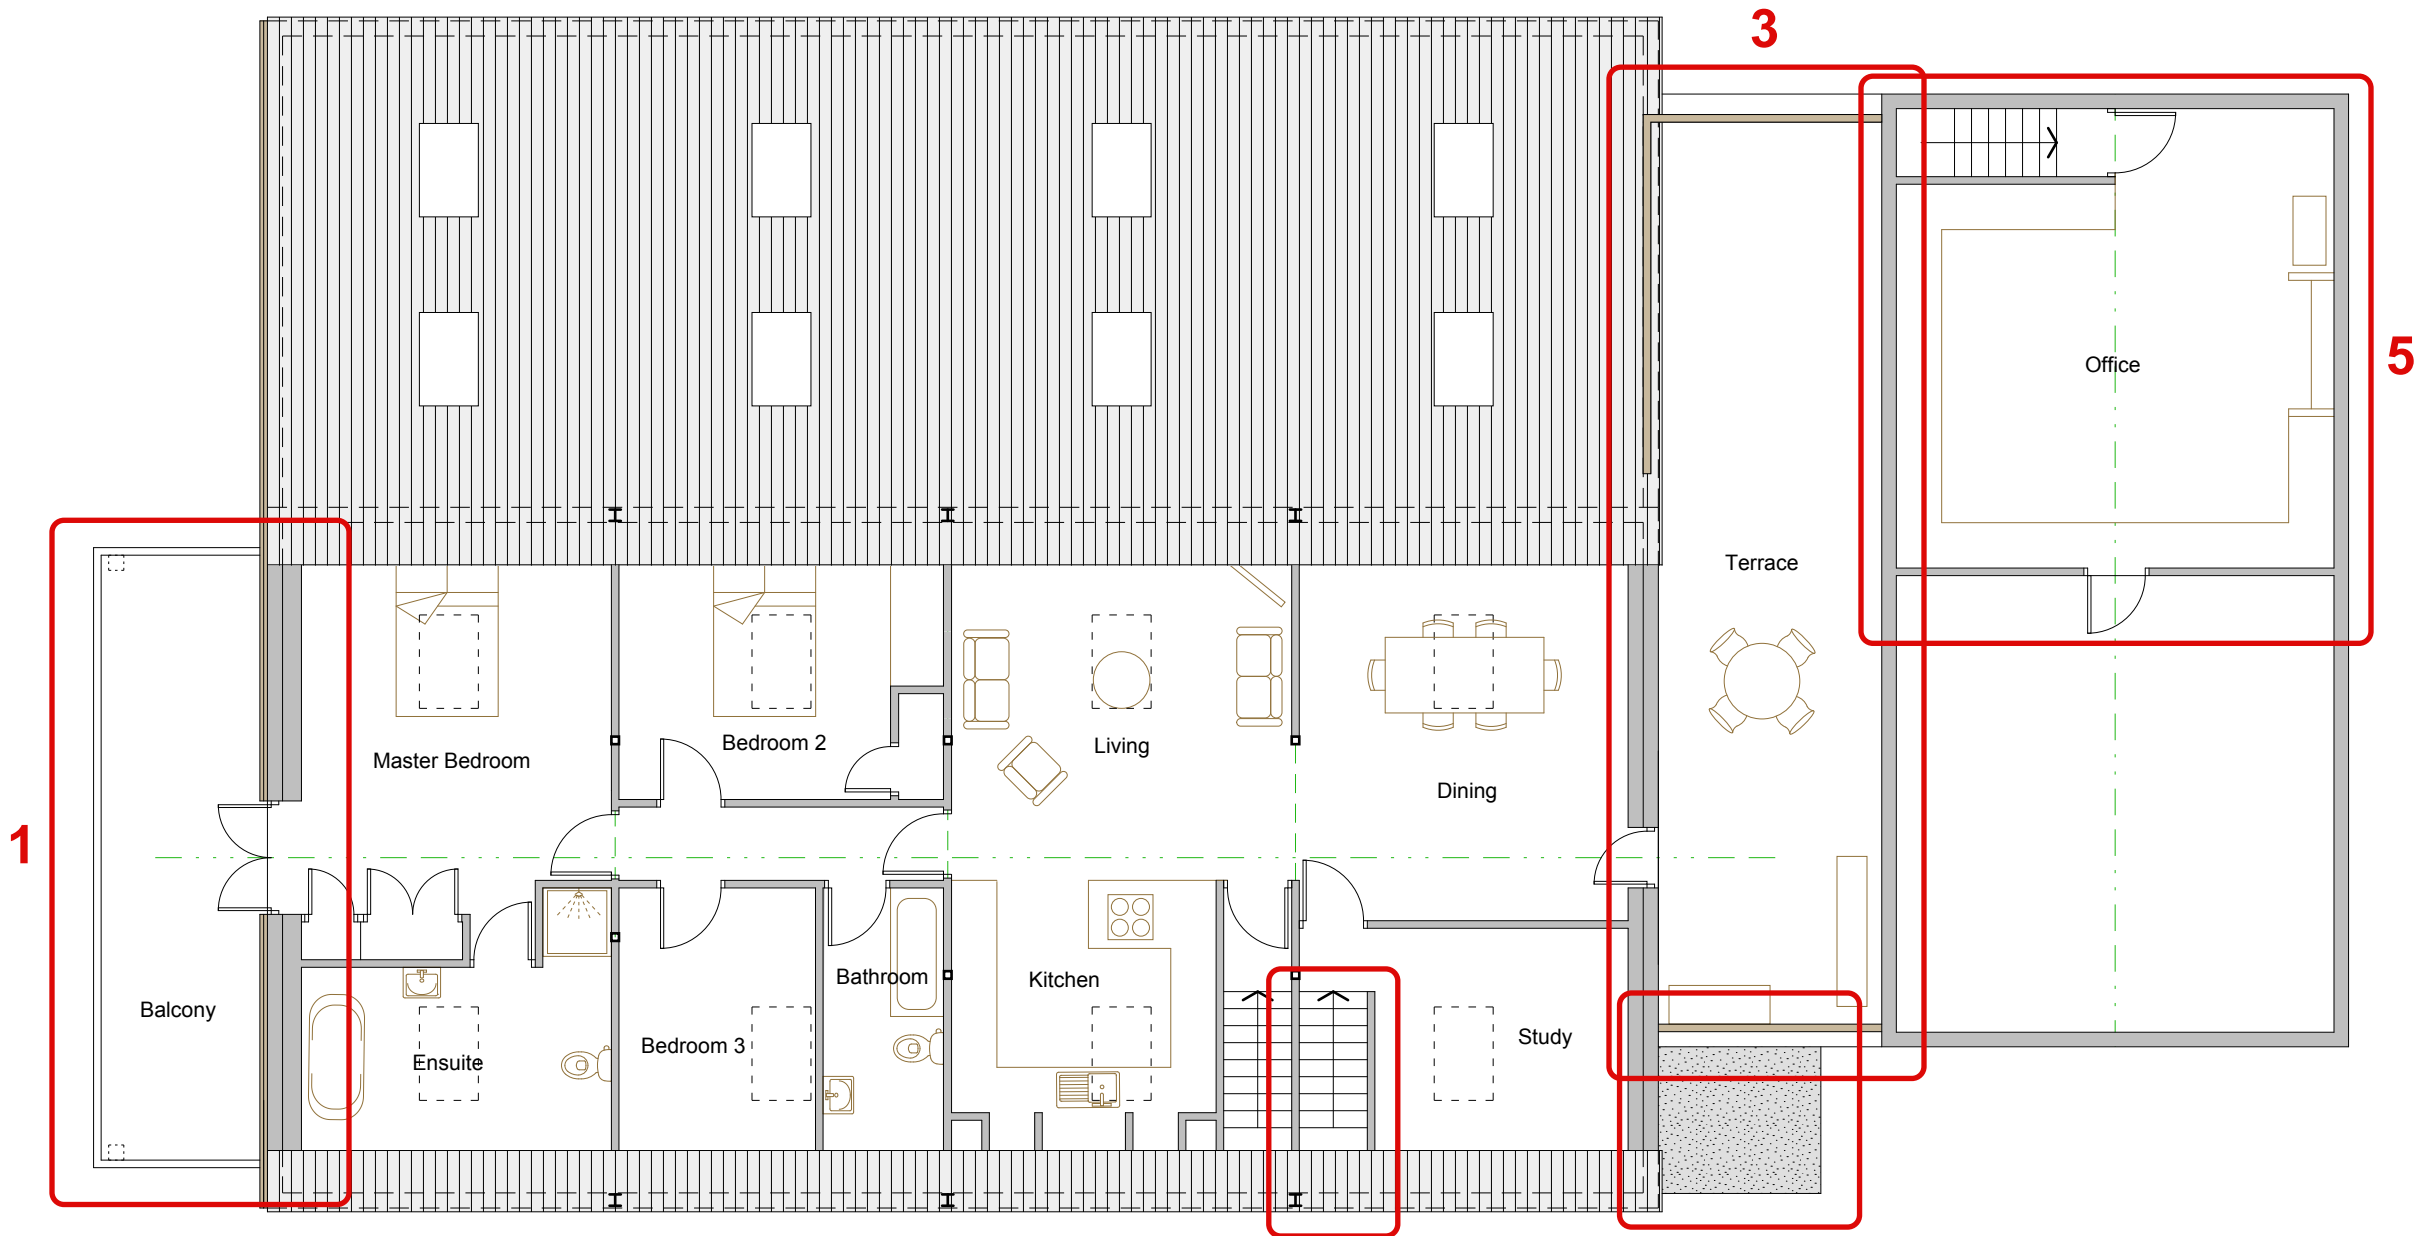 3
5
Office
Terrace
Bedroom 2
Living
Master Bedroom
Dining
1
Bathroom
Kitchen
Balcony
Study
Bedroom 3
Ensuite